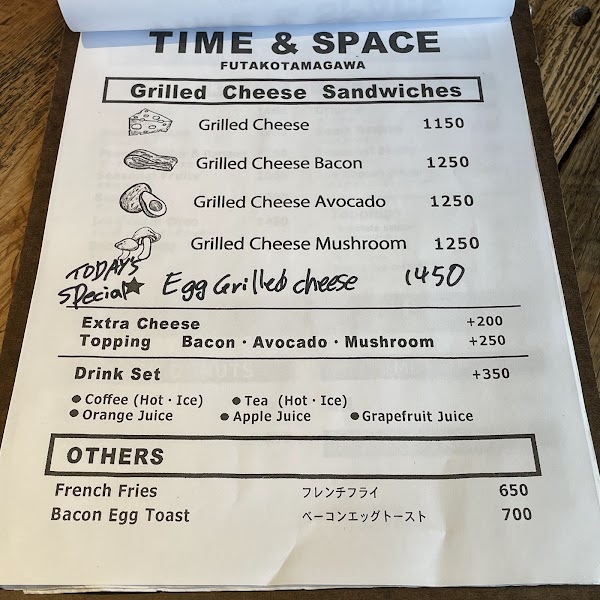 TIME & SPACE
FUTAKOTAMAGAWA
Grilled Cheese Sandwiches
Grilled Cheese 1150
Grilled Cheese Bacon 1250
Grilled Cheese Avocado 1250
Grilled Cheese Mushroom 1250
TODAY'S
special★ Egg Grilled cheese 1450
Extra Cheese +200
Topping Bacon・Avocado・Mushroom +250
Drink Set +350
●Coffee (Hot・Ice) ●Tea (Hot・Ice)
●Orange Juice ●Apple Juice ●Grapefruit Juice
OTHERS
French Fries フレンチフライ 650
Bacon Egg Toast ベーコンエッグトースト 700